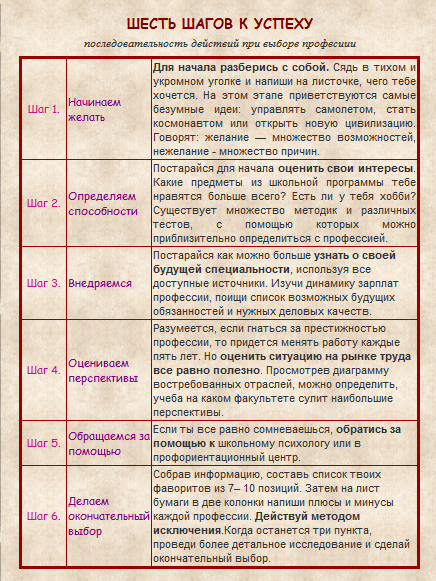 ШЕСТЬ ШАГОВ К УСПЕХУ
последовательность действий при выборе профессии
Шаг 1.
Начинаем
желать
Для начала разберись с собой. Сядь в тихом и
укромном уголке и напиши на листочке, чего тебе
хочется. На этом этапе приветствуются самые
безумные идеи: управлять самолетом, стать
космонавтом или открыть новую цивилизацию.
Говорят: желание — множество возможностей,
нежелание - множество причин.
Шаг 2.
Определяем
способности
Постарайся для начала оценить свои интересы.
Какие предметы из школьной программы тебе
нравятся больше всего? Есть ли у тебя хобби?
Существует множество методик и различных
тестов, с помощью которых можно
приблизительно определиться с профессией.
Шаг 3.
Внедряемся
Постарайся как можно больше узнать о своей
будущей специальности, используя все
доступные источники. Изучи динамику зарплат
профессии, поищи список возможных будущих
обязанностей и нужных деловых качеств.
Шаг 4.
Оцениваем
перспективы
Разумеется, если гнаться за престижностью
профессии, то придется менять работу каждые
пять лет. Но оценить ситуацию на рынке труда
все равно полезно. Просмотрев диаграмму
востребованных отраслей, можно определить,
учеба на каком факультете сулит наибольшие
перспективы.
Шаг 5.
Обращаемся за
помощью
Если ты все равно сомневаешься, обратись за
помощью к школьному психологу или в
профориентационный центр.
Шаг 6.
Делаем
окончательный
выбор
Собрав информацию, составь список твоих
фаворитов из 7– 10 позиций. Затем на лист
бумаги в две колонки напиши плюсы и минусы
каждой профессии. Действуй методом
исключения.Когда останется три пункта,
проведи более детальное исследование и сделай
окончательный выбор.